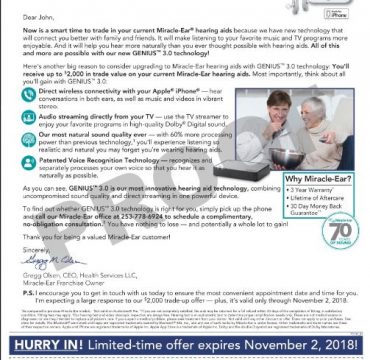 iPhone
Dear John,
Now is a smart time to trade in your current Miracle-Ear® hearing aids because we have new technology that
will connect you better with family and friends. It will make listening to your favorite music and TV programs more
enjoyable. And it will help you hear more naturally than you ever thought possible with hearing aids. All of this
and more are possible with our new GENIUS™ 3.0 technology!
Here's another big reason to consider upgrading to Miracle-Ear hearing aids with GENIUS™ 3.0 technology: You'll
receive up to $2,000 in trade value on your current Miracle-Ear hearing aids. Most importantly, think about all
you'll gain with GENIUS™ 3.0.
Direct wireless connectivity with your Apple® iPhone® — hear
conversations in both ears, as well as music and videos in vibrant
stereo.
Audio streaming directly from your TV — use the TV streamer to
enjoy your favorite programs in high-quality Dolby® Digital sound.
Our most natural sound quality ever — with 60% more processing
power than previous technology, you'll experience listening so
realistic and natural you may forget you're wearing hearing aids.
Patented Voice Recognition Technology — recognizes and
separately processes your own voice so that you hear it as
naturally as possible.
As you can see, GENIUS™ 3.0 is our most innovative hearing aid technology, combining
uncompromised sound quality and direct streaming in one powerful device.
To find out whether GENIUS™ 3.0 technology is right for you, simply pick up the phone
and call our Miracle-Ear office at 253-778-6924 to schedule a complimentary,
no-obligation consultation. You have nothing to lose — and potentially a whole lot to gain!
Thank you for being a valued Miracle-Ear customer!
Sincerely,
Gregg Olsen, CEO, Health Services LLC,
Miracle-Ear Franchise Owner
Why Miracle-Ear?
• 3 Year Warranty
• Lifetime of Aftercare
• 30 Day Money Back
Guarantee
70
YEARS
P.S. I encourage you to get in touch with us today to ensure the most convenient appointment date and time for you.
I'm expecting a large response to our $2,000 trade-up offer — plus, it's valid only through November 2, 2018.
HURRY IN! Limited-time offer expires November 2, 2018!